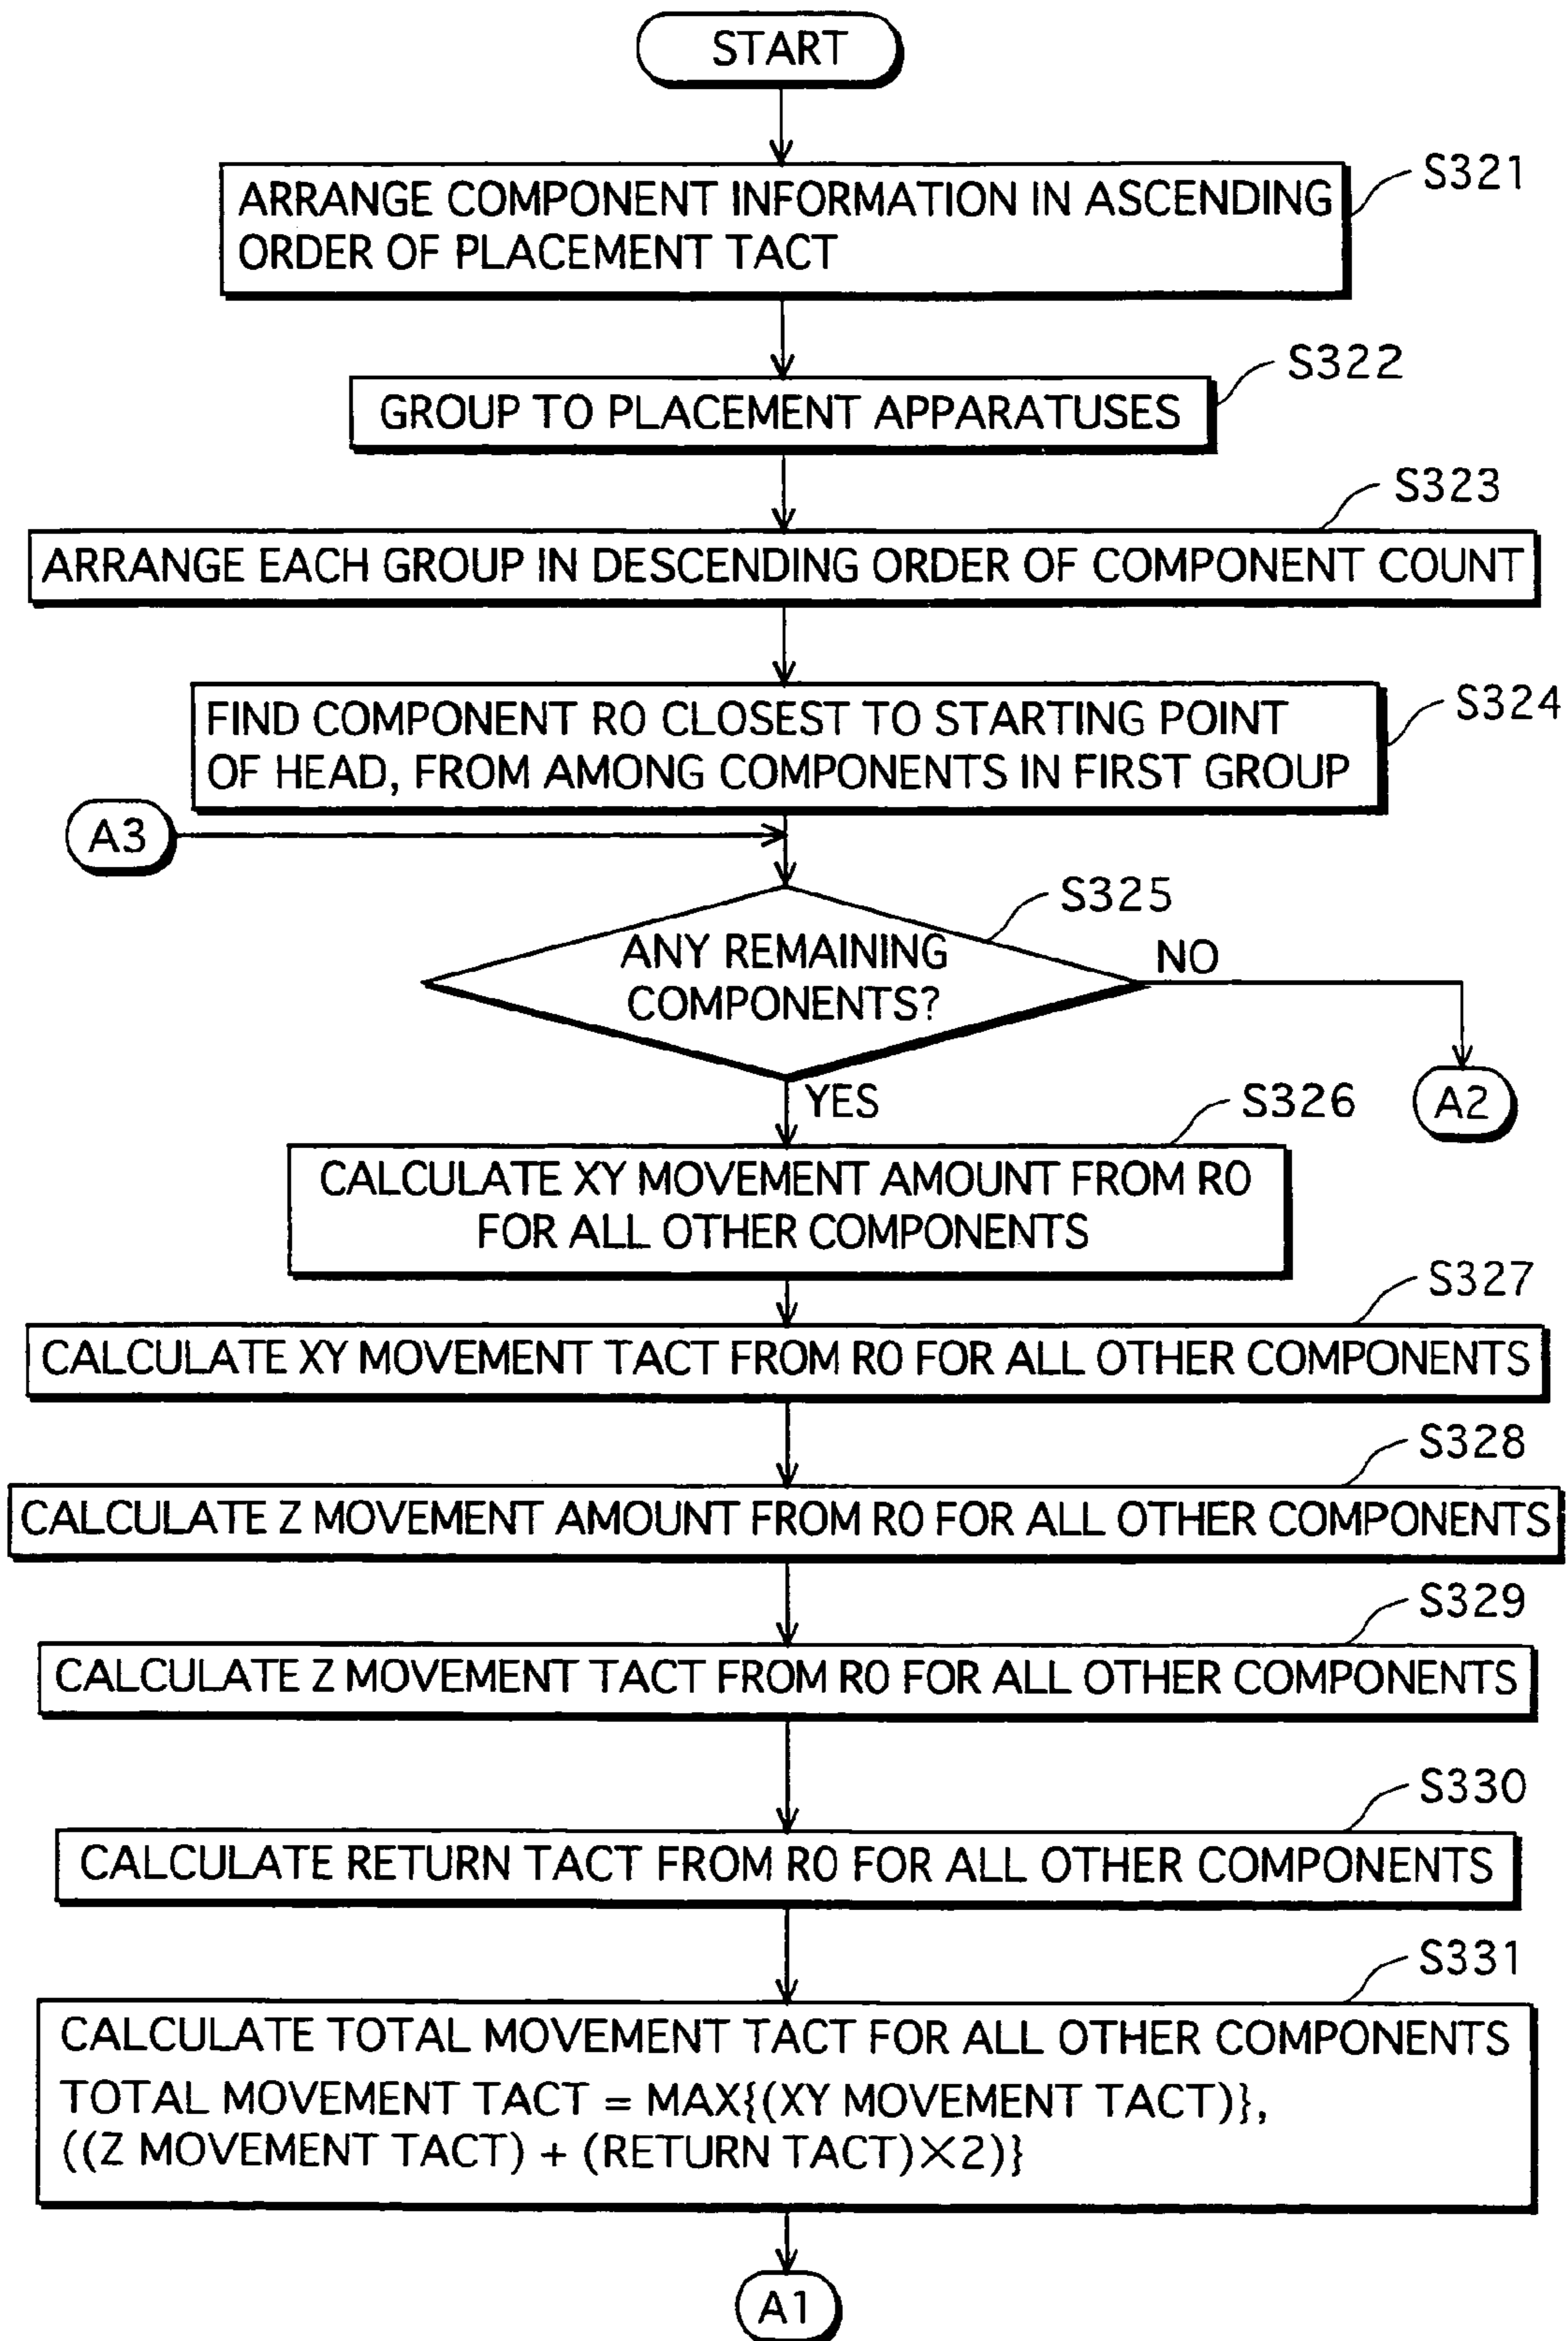 START
S321
ARRANGE COMPONENT INFORMATION IN ASCENDING
ORDER OF PLACEMENT TACT
S322
GROUP TO PLACEMENT APPARATUSES
S323
ARRANGE EACH GROUP IN DESCENDING ORDER OF COMPONENT COUNT
S324
FIND COMPONENT R0 CLOSEST TO STARTING POINT
OF HEAD, FROM AMONG COMPONENTS IN FIRST GROUP
A3
S325
ANY REMAINING
COMPONENTS?
NO
A2
YES
S326
CALCULATE XY MOVEMENT AMOUNT FROM R0
FOR ALL OTHER COMPONENTS
S327
CALCULATE XY MOVEMENT TACT FROM R0 FOR ALL OTHER COMPONENTS
S328
CALCULATE Z MOVEMENT AMOUNT FROM R0 FOR ALL OTHER COMPONENTS
S329
CALCULATE Z MOVEMENT TACT FROM R0 FOR ALL OTHER COMPONENTS
S330
CALCULATE RETURN TACT FROM R0 FOR ALL OTHER COMPONENTS
S331
CALCULATE TOTAL MOVEMENT TACT FOR ALL OTHER COMPONENTS
TOTAL MOVEMENT TACT = MAX{(XY MOVEMENT TACT)},
((Z MOVEMENT TACT) + (RETURN TACT)×2)}
A1